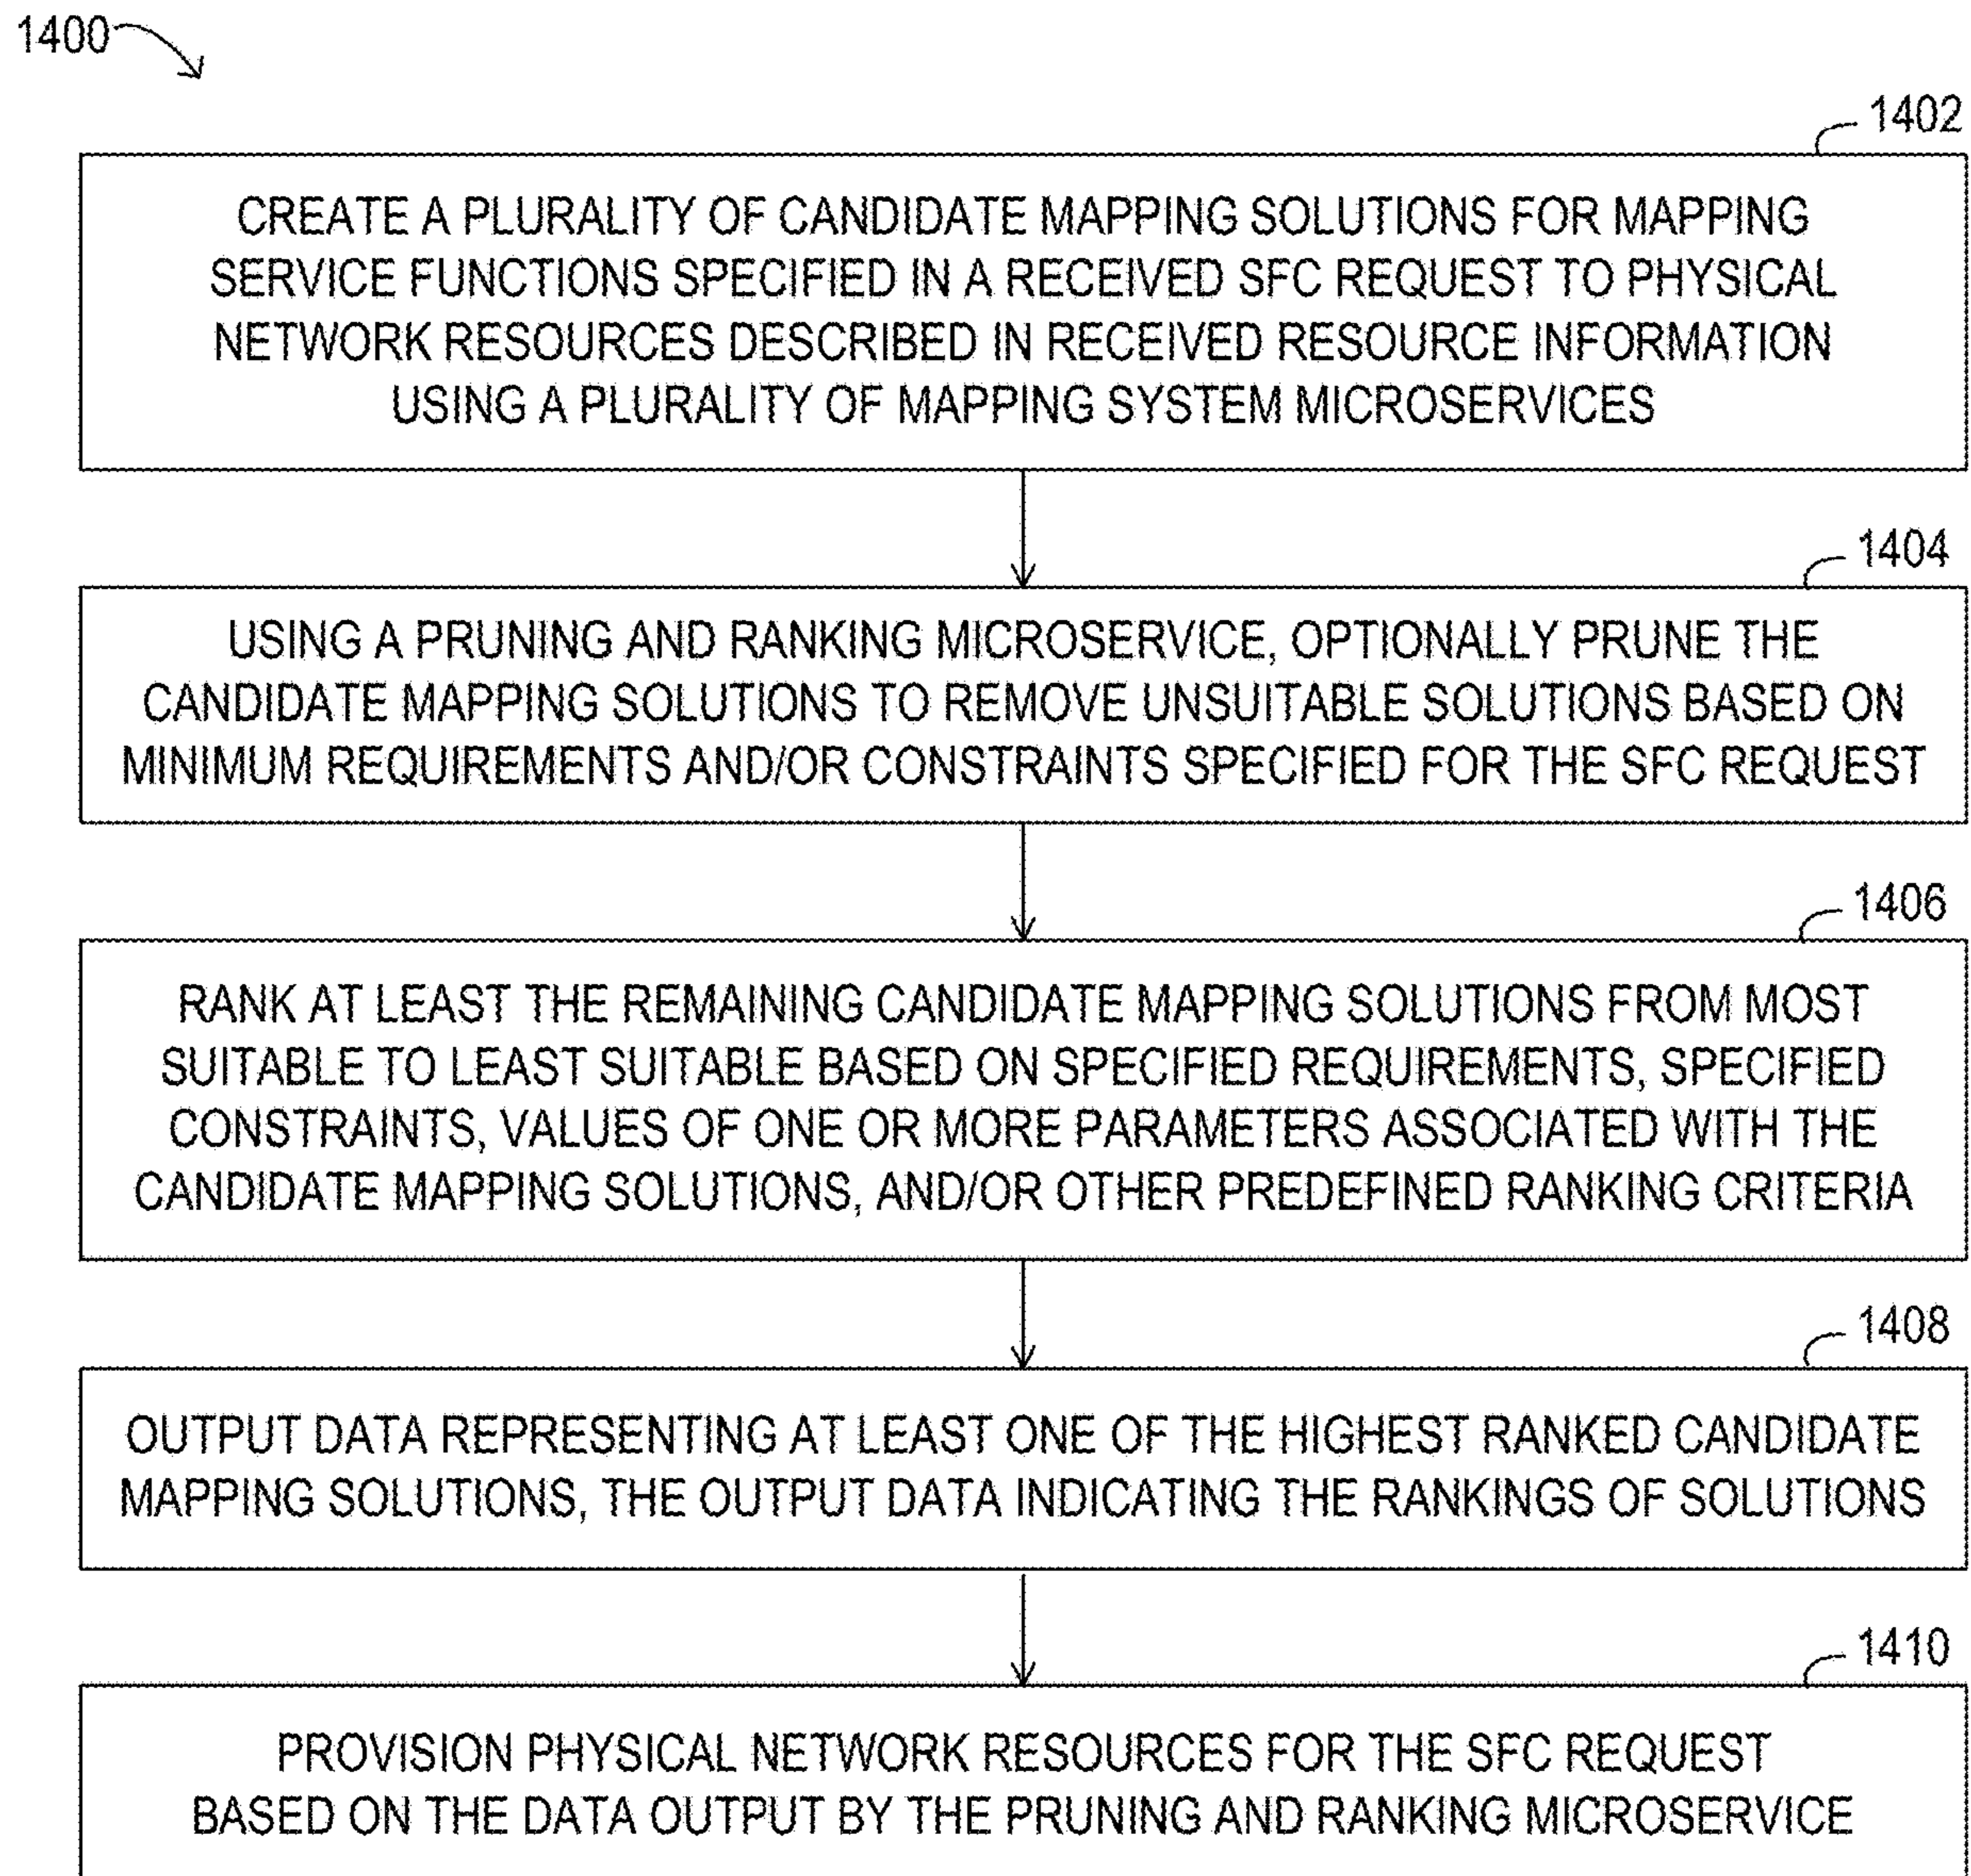 1400
1402
CREATE A PLURALITY OF CANDIDATE MAPPING SOLUTIONS FOR MAPPING
SERVICE FUNCTIONS SPECIFIED IN A RECEIVED SFC REQUEST TO PHYSICAL
NETWORK RESOURCES DESCRIBED IN RECEIVED RESOURCE INFORMATION
USING A PLURALITY OF MAPPING SYSTEM MICROSERVICES
1404
USING A PRUNING AND RANKING MICROSERVICE, OPTIONALLY PRUNE THE
CANDIDATE MAPPING SOLUTIONS TO REMOVE UNSUITABLE SOLUTIONS BASED ON
MINIMUM REQUIREMENTS AND/OR CONSTRAINTS SPECIFIED FOR THE SFC REQUEST
1406
RANK AT LEAST THE REMAINING CANDIDATE MAPPING SOLUTIONS FROM MOST
SUITABLE TO LEAST SUITABLE BASED ON SPECIFIED REQUIREMENTS, SPECIFIED
CONSTRAINTS, VALUES OF ONE OR MORE PARAMETERS ASSOCIATED WITH THE
CANDIDATE MAPPING SOLUTIONS, AND/OR OTHER PREDEFINED RANKING CRITERIA
1408
OUTPUT DATA REPRESENTING AT LEAST ONE OF THE HIGHEST RANKED CANDIDATE
MAPPING SOLUTIONS, THE OUTPUT DATA INDICATING THE RANKINGS OF SOLUTIONS
1410
PROVISION PHYSICAL NETWORK RESOURCES FOR THE SFC REQUEST
BASED ON THE DATA OUTPUT BY THE PRUNING AND RANKING MICROSERVICE